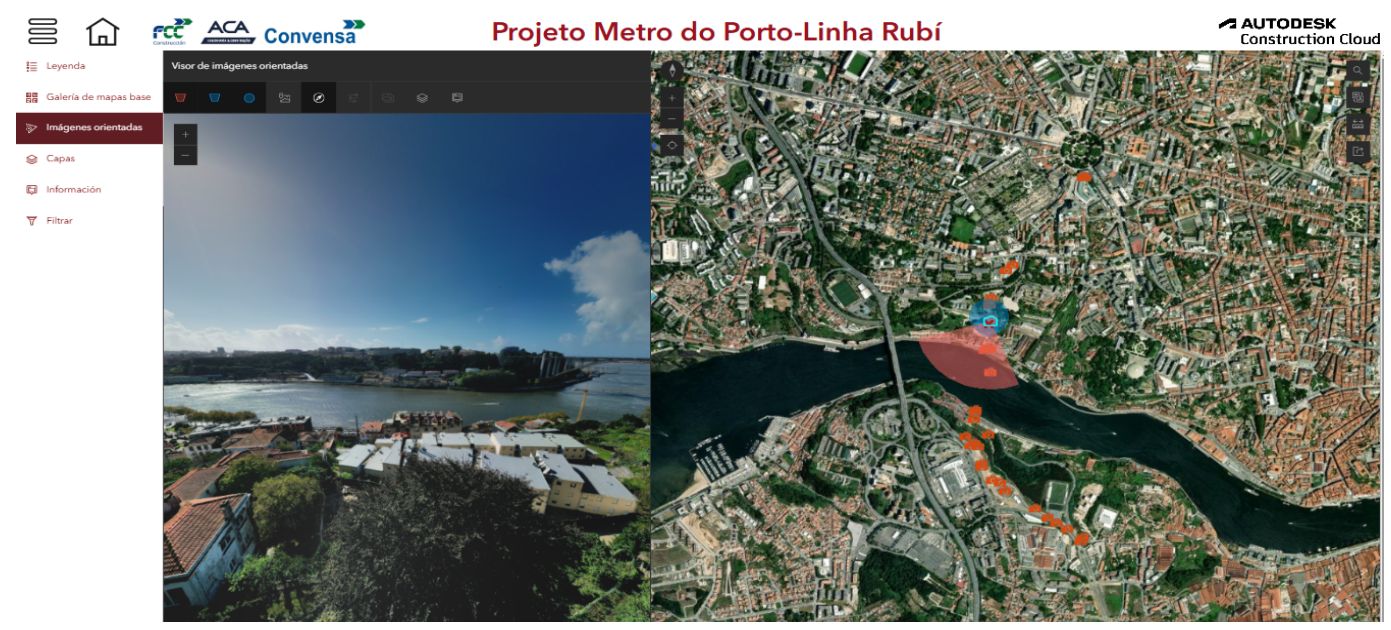 FCC
Construcción
ACA
Convensa
Projeto Metro do Porto-Linha Rubí
AUTODESK
Construction Cloud
Leyenda
Galería de mapas base
Imágenes orientadas
Capas
Información
Filtrar
Visor de imágenes orientadas